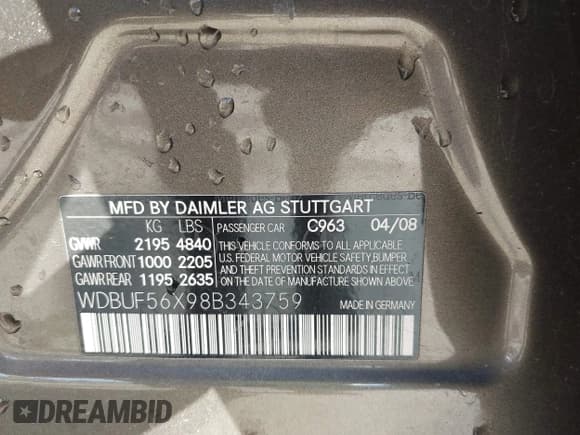 MFD BY DAIMLER AG STUTTGART
KG LBS PASSENGER CAR C963 04/08
GVWR 2195 4840 THIS VEHICLE CONFORMS TO ALL APPLICABLE
GAWR FRONT 1000 2205 U.S. FEDERAL MOTOR VEHICLE SAFETY, BUMPER,
GAWR REAR 1195 2635 AND THEFT PREVENTION STANDARDS IN EFFECT
ON THE DATE OF MANUFACTURE SHOWN ABOVE.
WDBUF56X98B343759 MADE IN GERMANY
DREAMBID